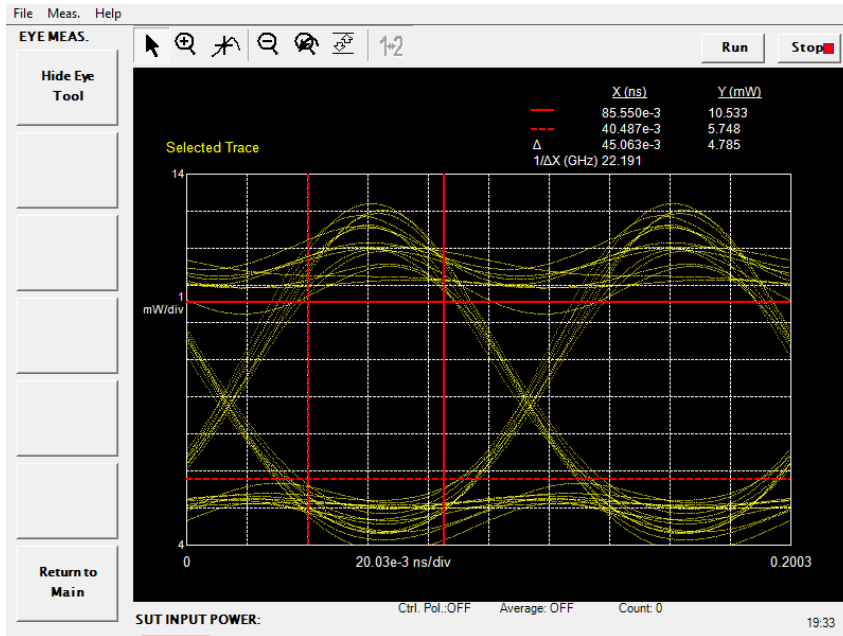 File Meas. Help
EYE MEAS.
Hide Eye
Tool
Return to
Main
1↔2
Run Stop
X (ns) Y (mW)
85.550e-3 10.533
40.487e-3 5.748
Δ 45.063e-3 4.785
1/ΔX (GHz) 22.191
Selected Trace
14
1
mW/div
4
0 20.03e-3 ns/div 0.2003
Ctrl. Pol.:OFF Average: OFF Count: 0
SUT INPUT POWER:
19:33